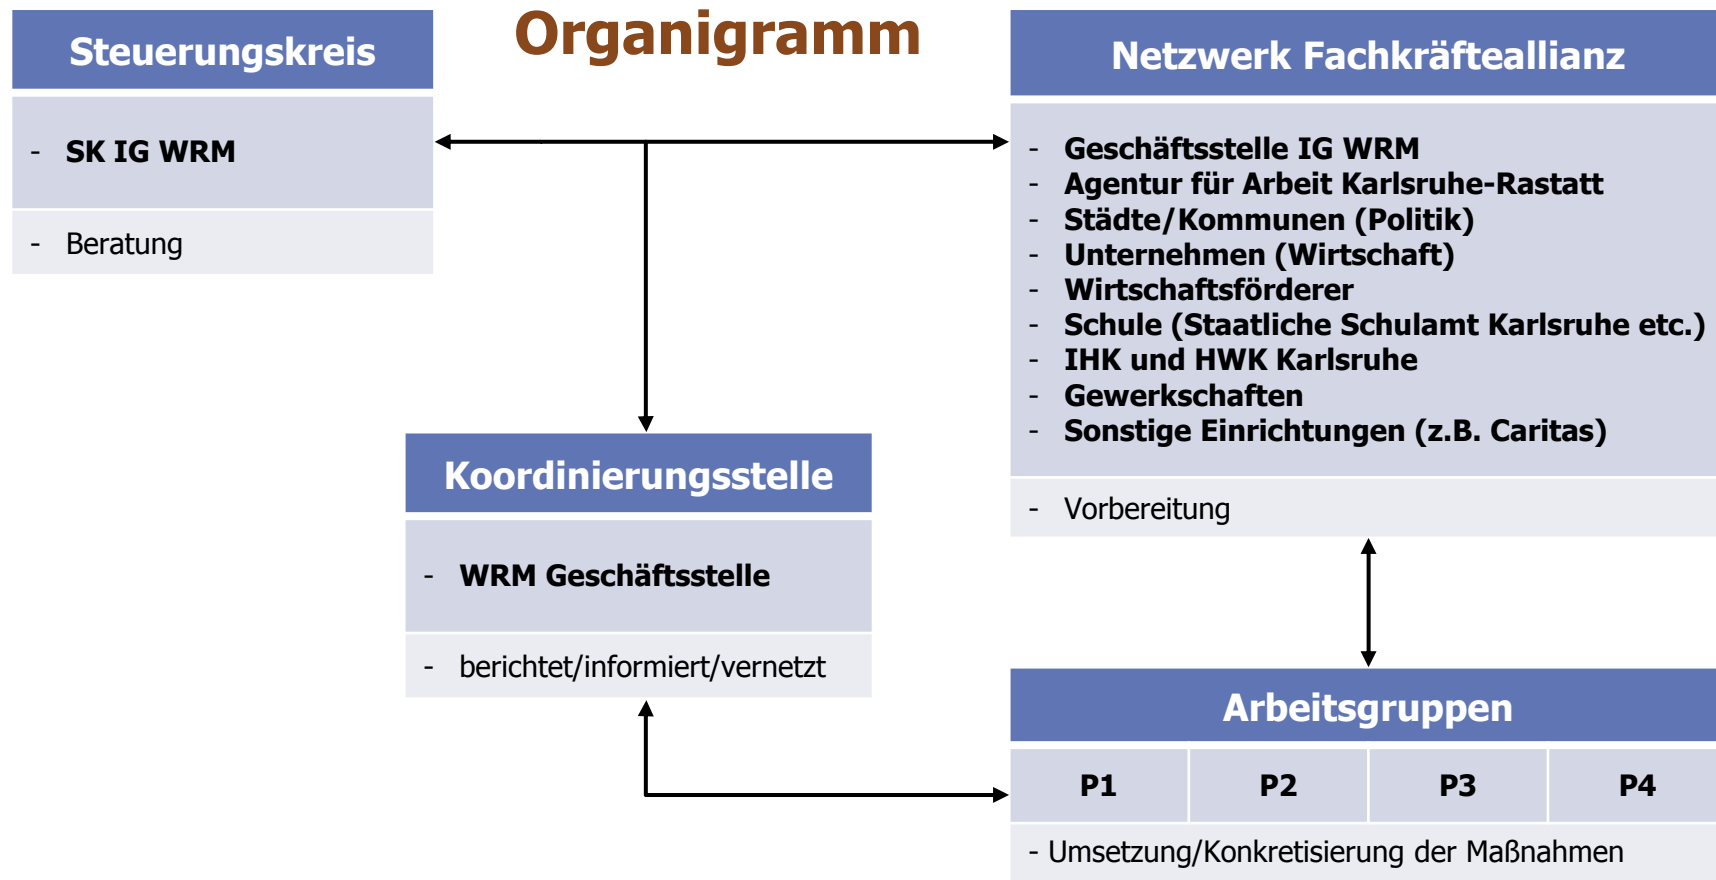 Organigramm
Steuerungskreis
- SK IG WRM
- Beratung
Netzwerk Fachkräfteallianz
- Geschäftsstelle IG WRM
- Agentur für Arbeit Karlsruhe-Rastatt
- Städte/Kommunen (Politik)
- Unternehmen (Wirtschaft)
- Wirtschaftsförderer
- Schule (Staatliche Schulamt Karlsruhe etc.)
- IHK und HWK Karlsruhe
- Gewerkschaften
- Sonstige Einrichtungen (z.B. Caritas)
- Vorbereitung
Koordinierungsstelle
- WRM Geschäftsstelle
- berichtet/informiert/vernetzt
Arbeitsgruppen
P1 P2 P3 P4
- Umsetzung/Konkretisierung der Maßnahmen